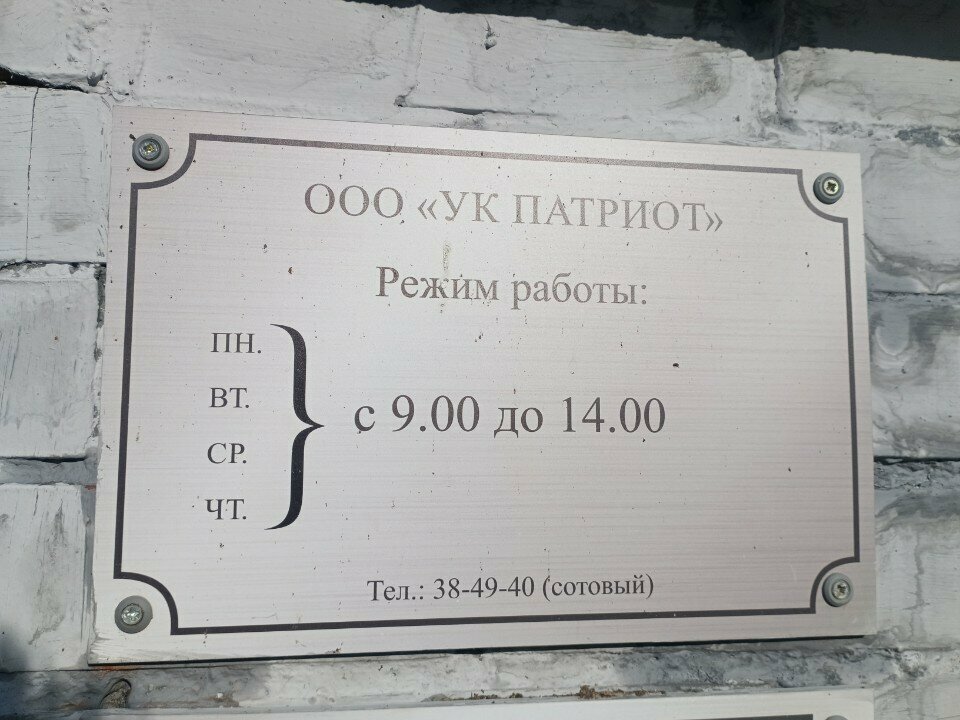 ООО «УК ПАТРИОТ»
Режим работы:
ПН.
ВТ.
СР.
ЧТ.
с 9.00 до 14.00
Тел.: 38-49-40 (сотовый)